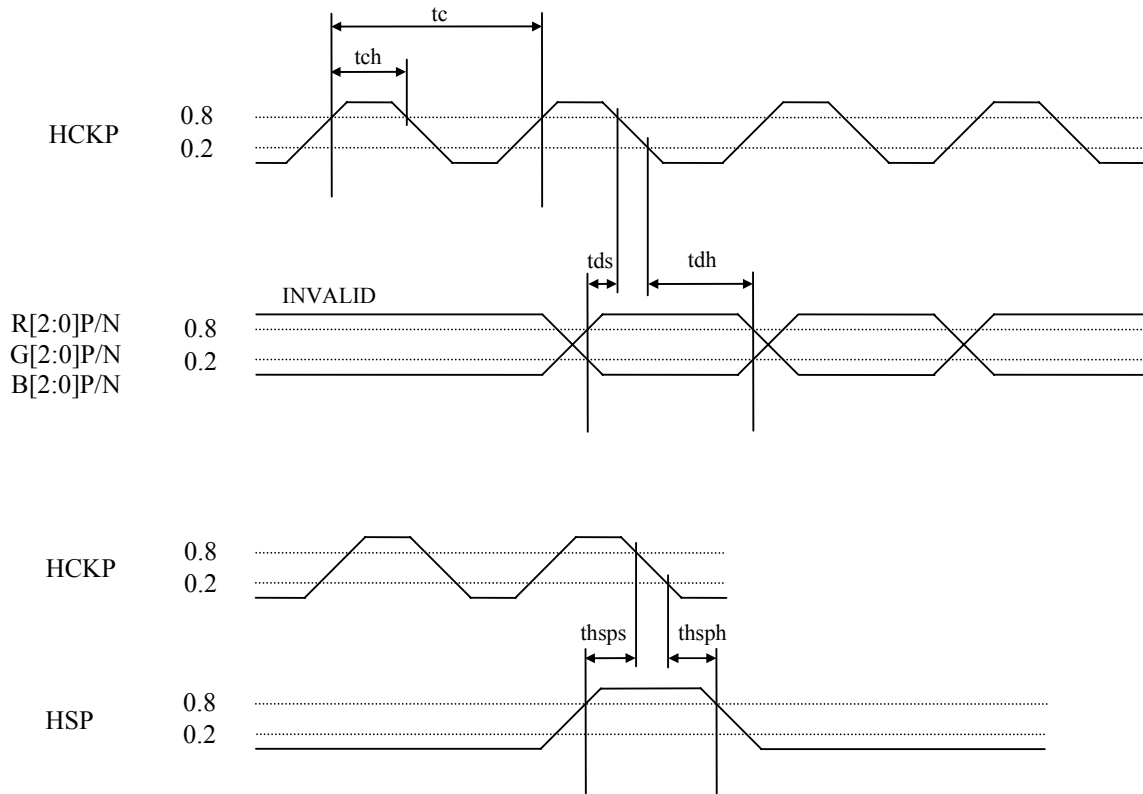 tc
tch
HCKP
0.8
0.2
tds
tdh
INVALID
R[2:0]P/N
G[2:0]P/N
B[2:0]P/N
0.8
0.2
HCKP
0.8
0.2
thsps
thsph
HSP
0.8
0.2